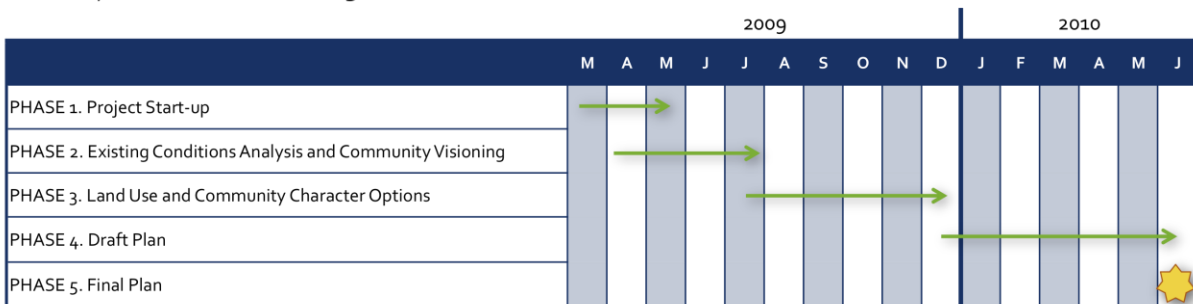 2009 2010
M A M J J A S O N D J F M A M J
PHASE 1. Project Start-up
PHASE 2. Existing Conditions Analysis and Community Visioning
PHASE 3. Land Use and Community Character Options
PHASE 4. Draft Plan
PHASE 5. Final Plan